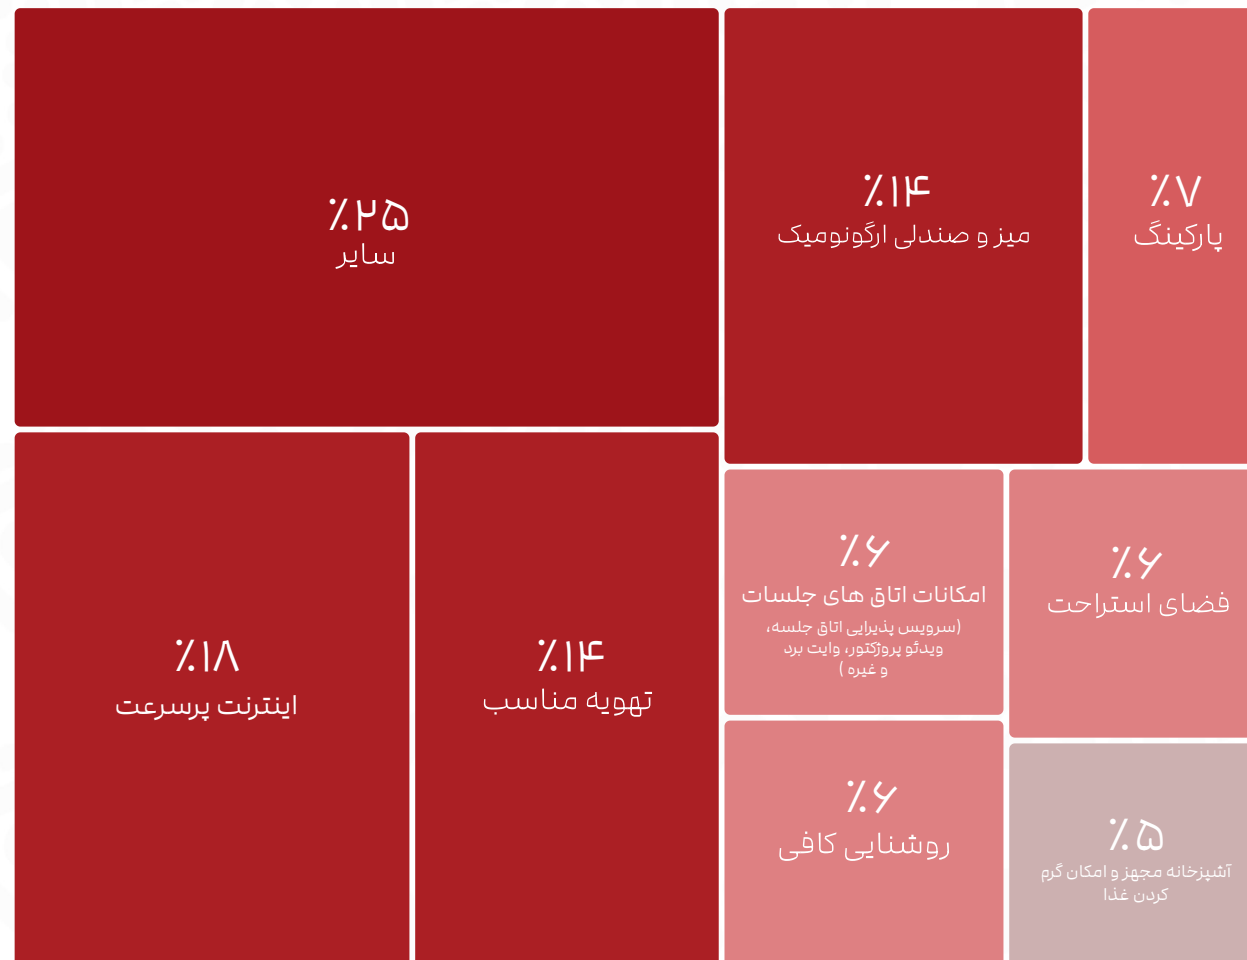 ٪۲۵
سایر
٪۱۴
میز و صندلی ارگونومیک
٪۷
پارکینگ
٪۱۸
اینترنت پرسرعت
٪۱۴
تهویه مناسب
٪۶
امکانات اتاق های جلسات
(سرویس پذیرایی اتاق جلسه،
ویدئو پروژکتور، وایت برد
و غیره )
٪۶
فضای استراحت
٪۶
روشنایی کافی
٪۵
آشپزخانه مجهز و امکان گرم
کردن غذا